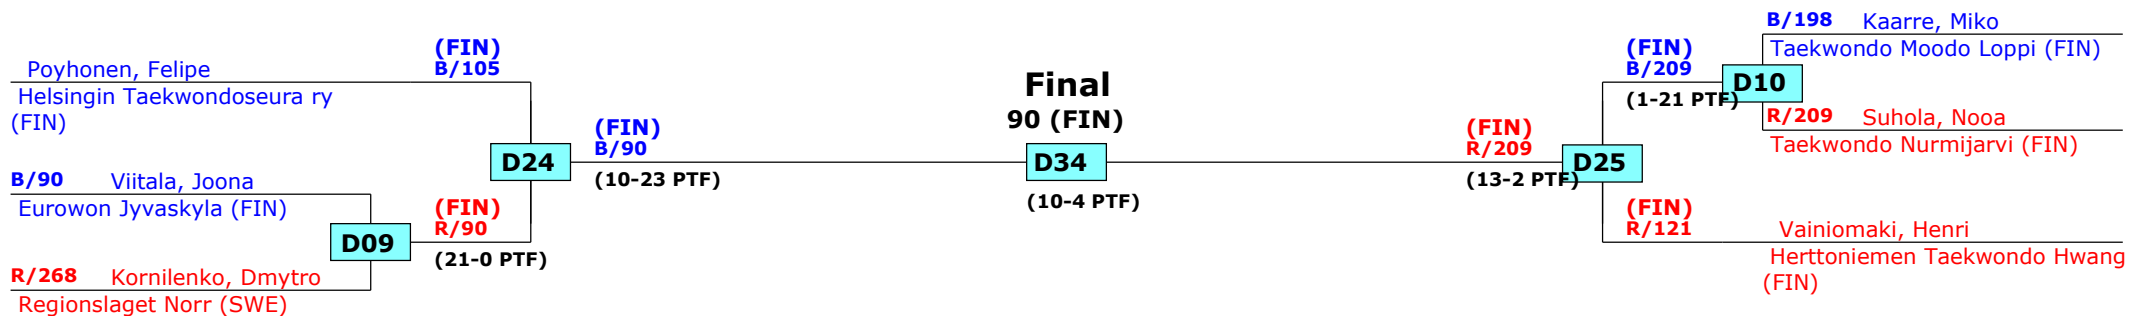 Poyhonen, Felipe
Helsingin Taekwondoseura ry
(FIN)
(FIN)
B/105
B/90 Viitala, Joona
Eurowon Jyvaskyla (FIN)
D09
R/268 Kornilenko, Dmytro
Regionslaget Norr (SWE)
(FIN)
R/90
(21-0 PTF)
D24
(FIN)
B/90
(10-23 PTF)
Final
90 (FIN)
D34
(10-4 PTF)
(FIN)
R/209
(13-2 PTF)
D25
(FIN)
B/209
(1-21 PTF)
D10
B/198 Kaarre, Miko
Taekwondo Moodo Loppi (FIN)
R/209 Suhola, Nooa
Taekwondo Nurmijarvi (FIN)
(FIN)
R/121
Vainiomaki, Henri
Herttoniemen Taekwondo Hwang
(FIN)